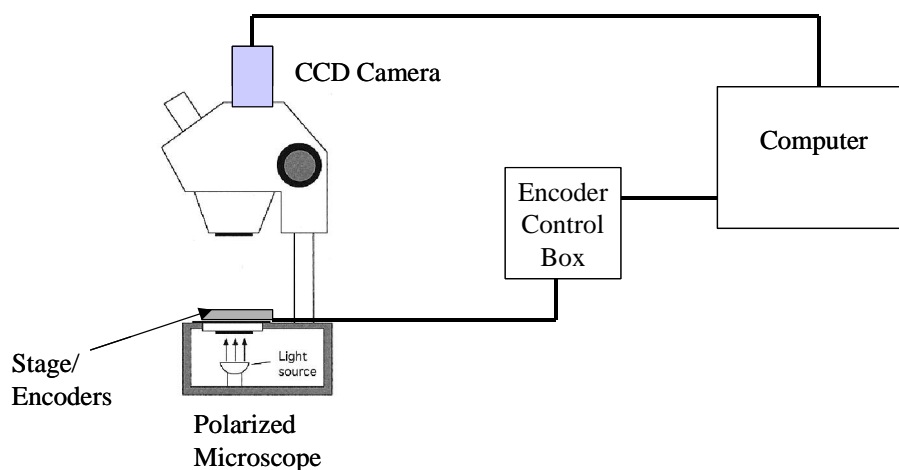 CCD Camera
Computer
Encoder
Control
Box
Stage/
Encoders
Light
source
Polarized
Microscope